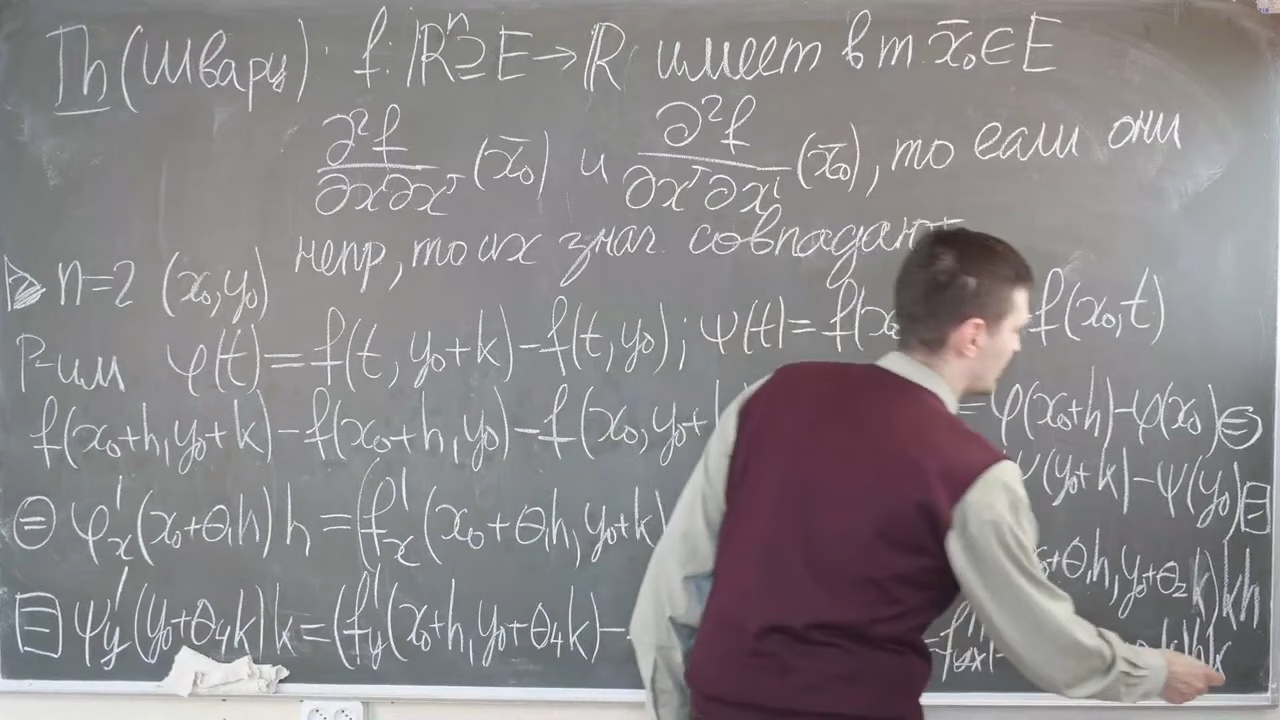 Th (Шварц). f: ℝⁿ ⊇ E → ℝ имеет в т. x̄₀ ∈ E
∂²f/∂xⁱ∂xʲ (x̄₀) и ∂²f/∂xʲ∂xⁱ (x̄₀), то если они
непр, то их знач. совпадают
▷ n=2 (x₀, y₀)
Р-им φ(t) = f(t, y₀+k) − f(t, y₀); ψ(t) = f(x₀ f(x₀, t)
f(x₀+h, y₀+k) − f(x₀+h, y₀) − f(x₀, y₀+ = φ(x₀+h) − φ(x₀) ⊜
ψ(y₀+k) − ψ(y₀) ⊟
⊜ φ'ₓ(x₀+θ₁h)h = (f'ₓ(x₀+θ₁h, y₀+k)
+θ₁h, y₀+θ₂k)kh
⊟ ψ'ᵧ(y₀+θ₄k)k = (f'ᵧ(x₀+h, y₀+θ₄k) −